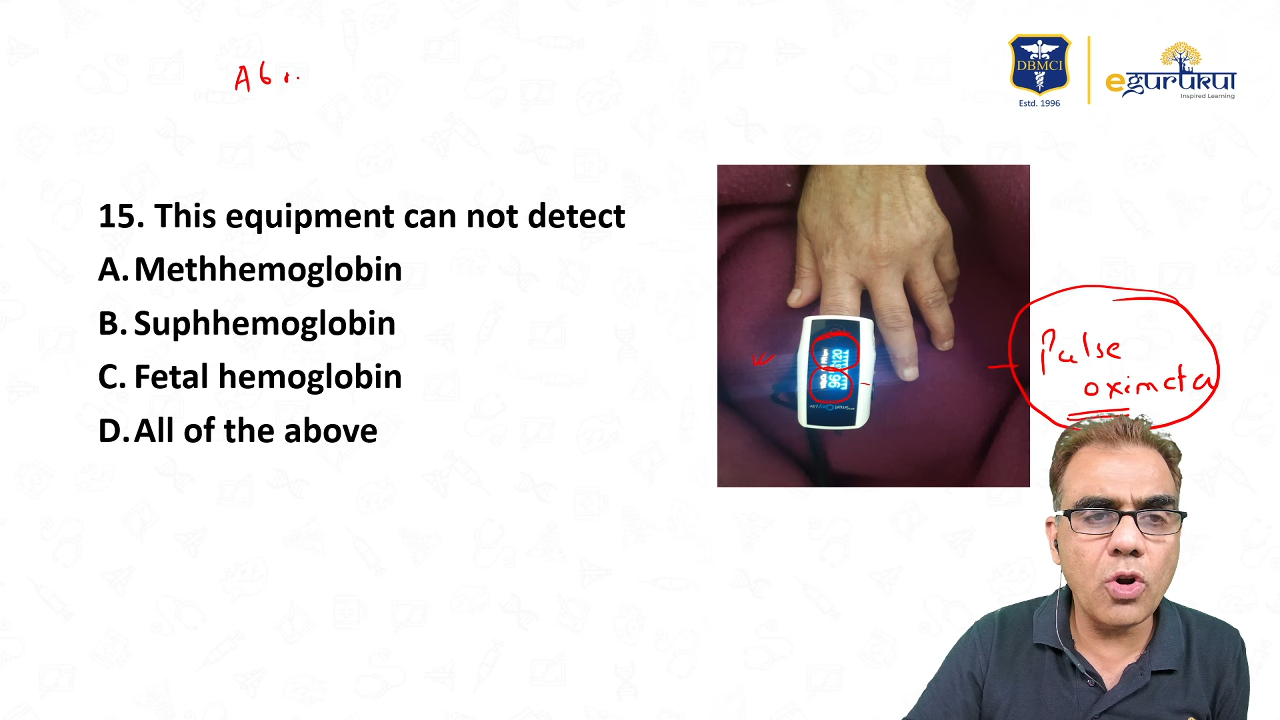 Ab
DBMCI
Estd. 1996
egurukul
Inspired Learning
15. This equipment can not detect
A. Methhemoglobin
B. Suphhemoglobin
C. Fetal hemoglobin
D. All of the above
Pulse
oximeta
96
120